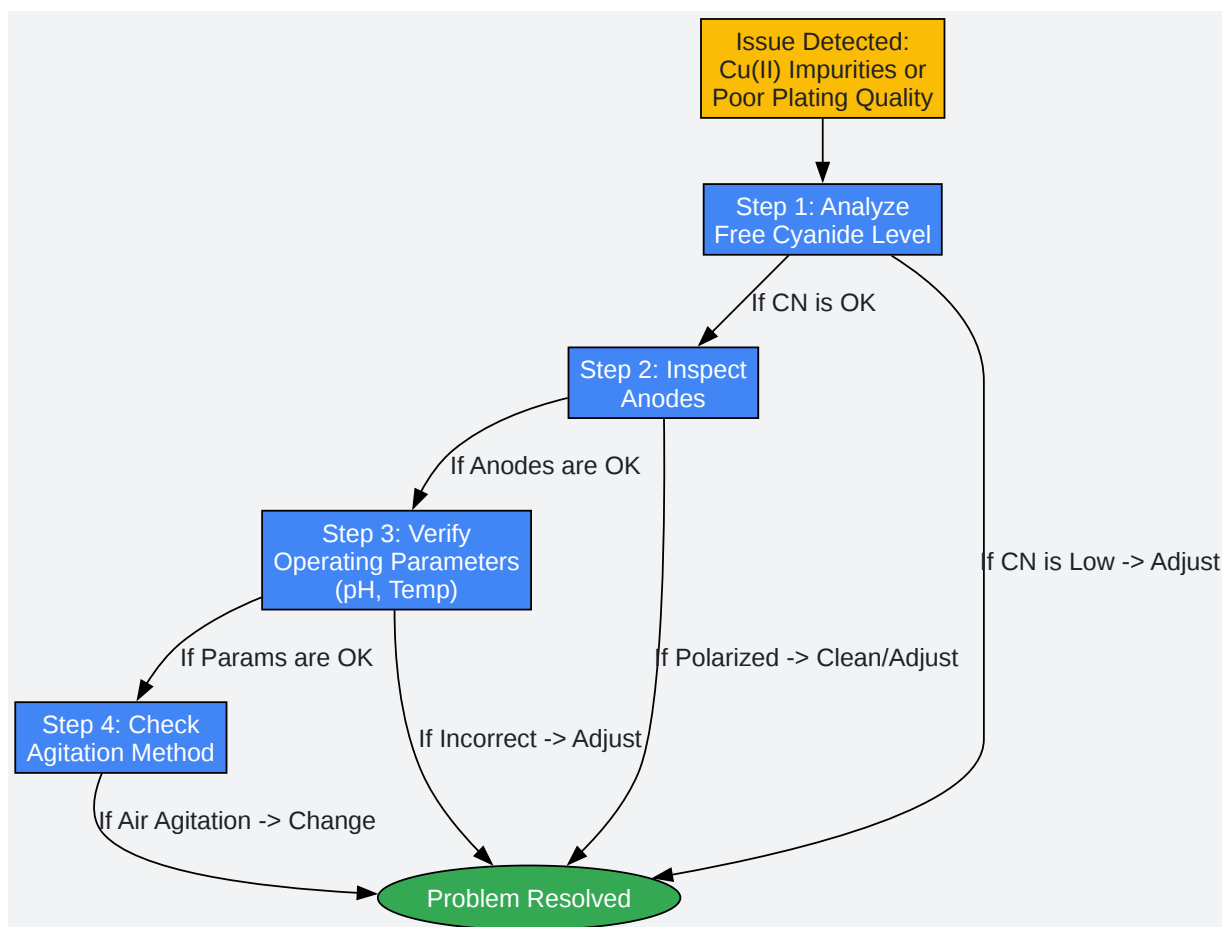 Issue Detected:
Cu(II) Impurities or
Poor Plating Quality
Step 1: Analyze
Free Cyanide Level
If CN is OK
Step 2: Inspect
Anodes
If Anodes are OK
Step 3: Verify
Operating Parameters
(pH, Temp)
If CN is Low -> Adjust
If Params are OK
If Polarized -> Clean/Adjust
Step 4: Check
Agitation Method
If Incorrect -> Adjust
If Air Agitation -> Change
Problem Resolved